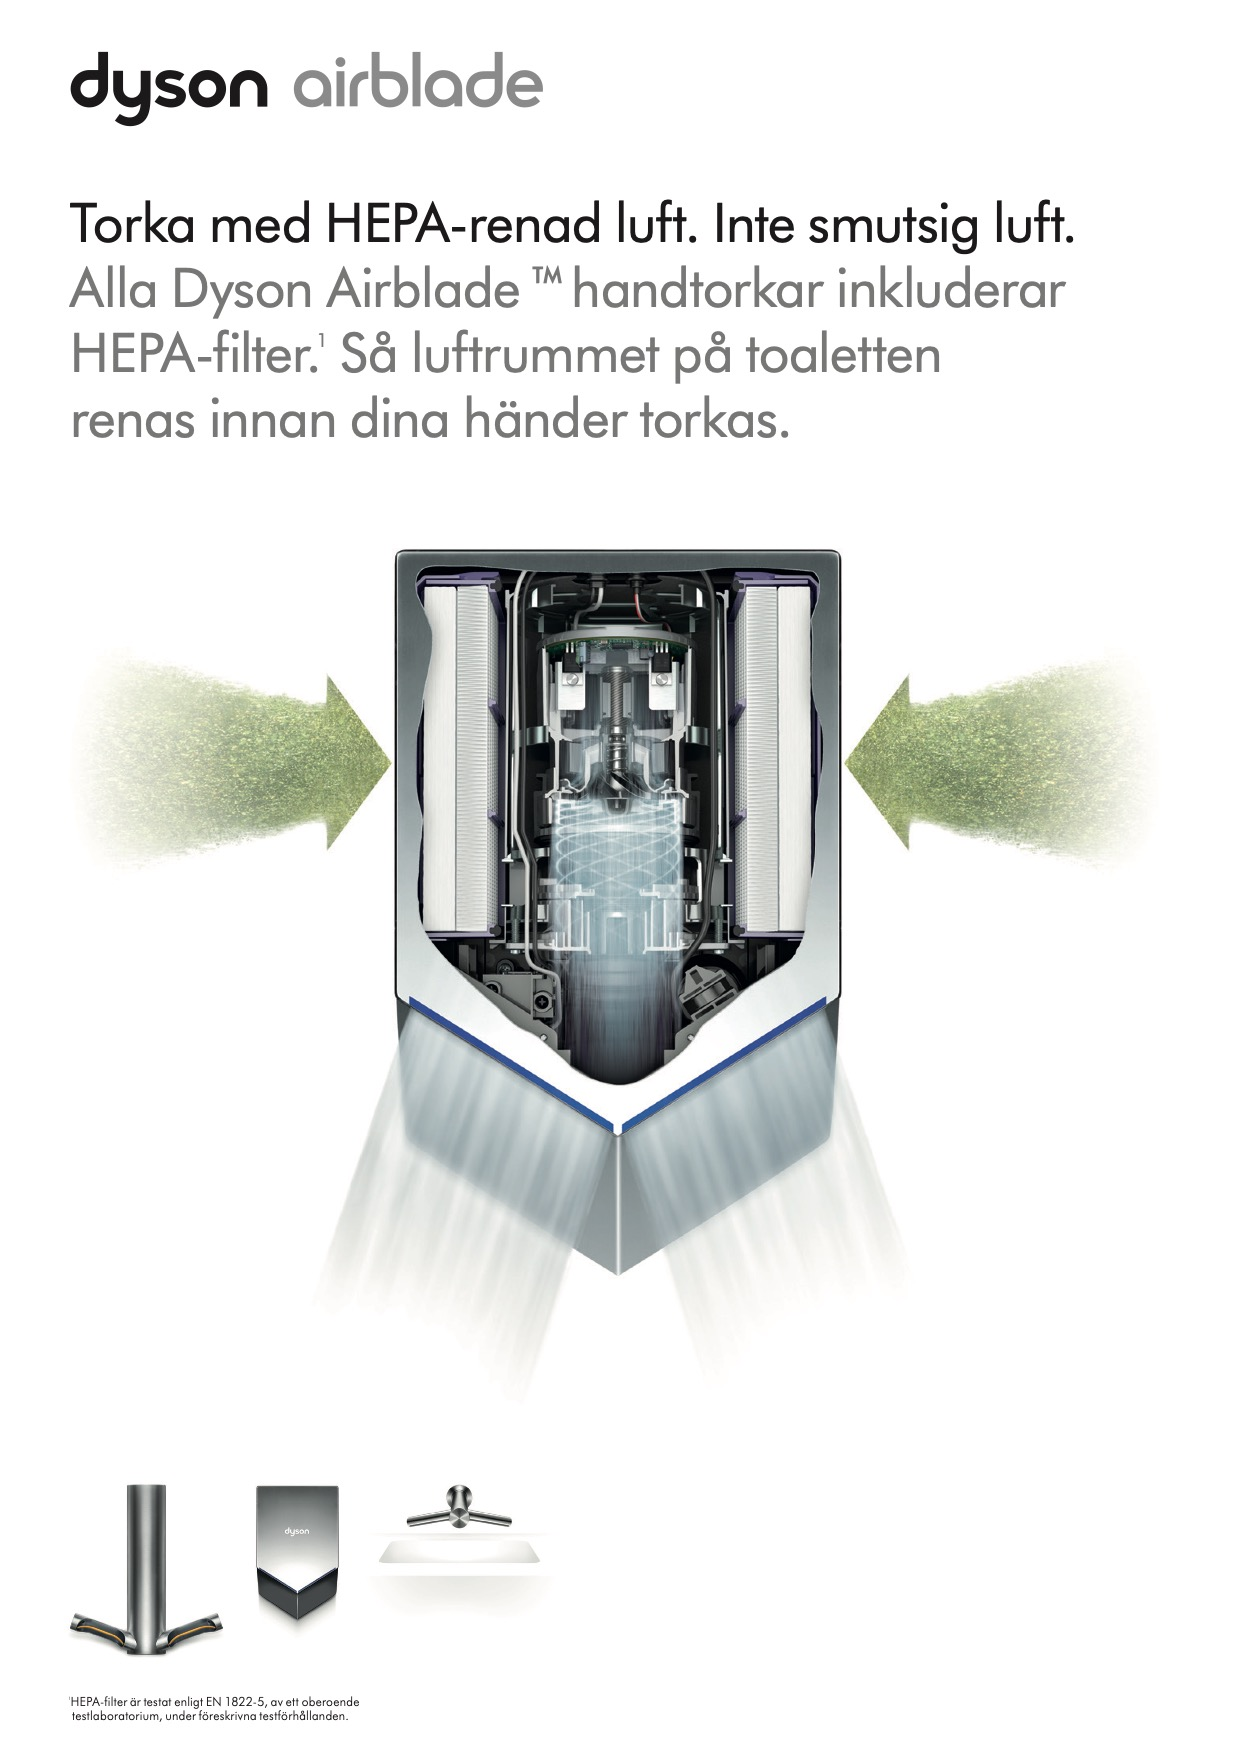 dyson airblade
Torka med HEPA-renad luft. Inte smutsig luft.
Alla Dyson Airblade ™ handtorkar inkluderar
HEPA-filter.¹ Så luftrummet på toaletten
renas innan dina händer torkas.
dyson
¹HEPA-filter är testat enligt EN 1822-5, av ett oberoende
testlaboratorium, under föreskrivna testförhållanden.